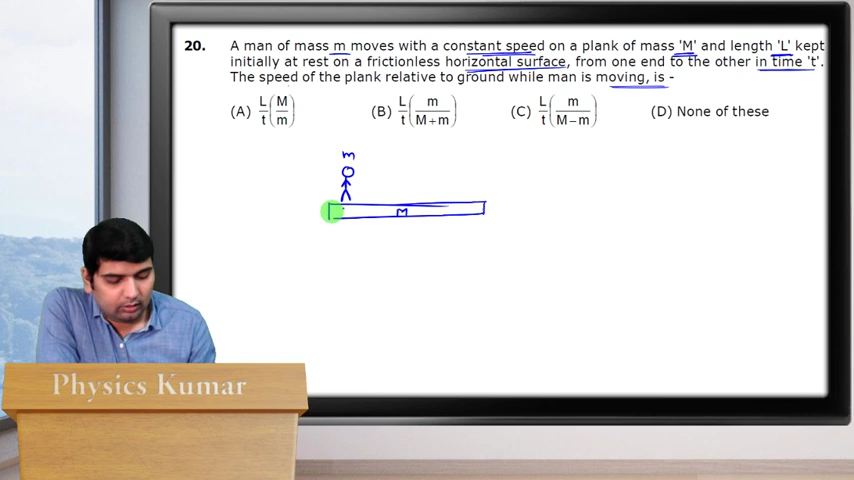 20. A man of mass m moves with a constant speed on a plank of mass 'M' and length 'L' kept
initially at rest on a frictionless horizontal surface, from one end to the other in time 't'.
The speed of the plank relative to ground while man is moving, is -
(A) L/t (M/m) (B) L/t (m/(M+m)) (C) L/t (m/(M−m)) (D) None of these
m
M
Physics Kumar